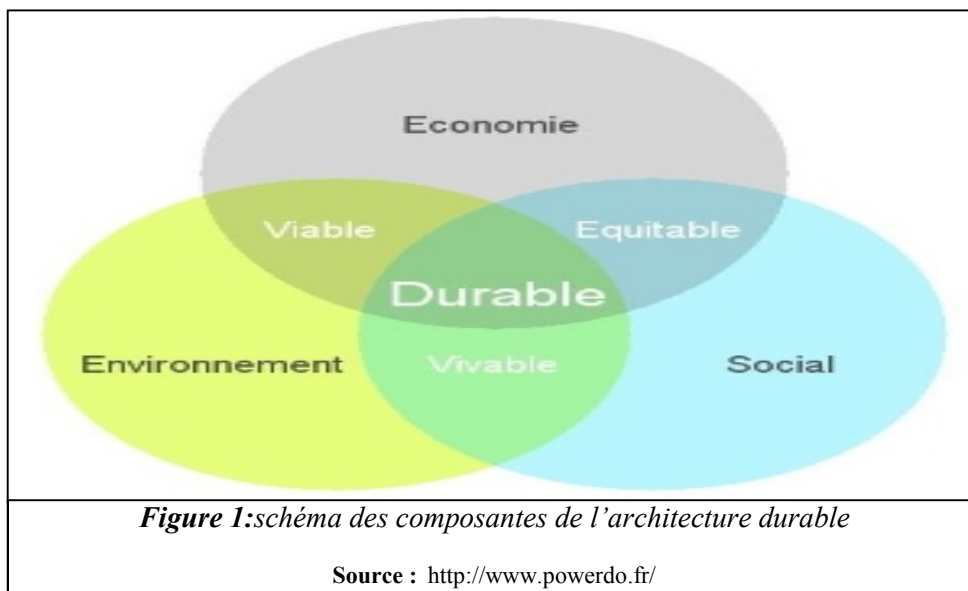 Economie
Viable Equitable
Durable
Environnement Vivable Social
Figure 1:schéma des composantes de l’architecture durable
Source : http://www.powerdo.fr/